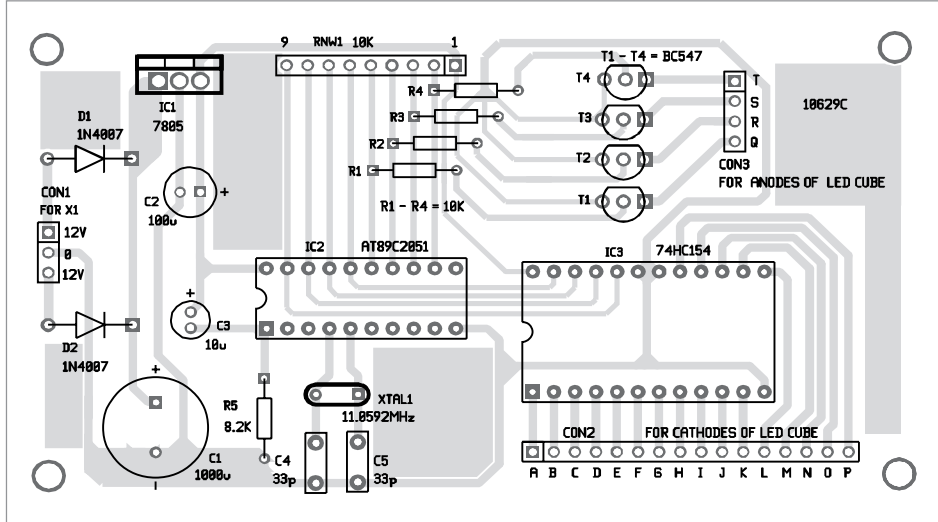 9 RNW1 10K 1
T1 - T4 = BC547
T4
T
R4
S
10629C
IC1
7805
D1
1N4007
R3
T3
R
R2
Q
T2
CON3
FOR ANODES OF LED CUBE
R1
CON1
FOR X1
C2
100u
+
R1 - R4 = 10K
T1
12V
0
12V
IC2 AT89C2051
IC3 74HC154
+
C3
10u
D2
1N4007
+
R5
8.2K
XTAL1
11.0592MHz
CON2 FOR CATHODES OF LED CUBE
C1
1000u
-
C4
33p
C5
33p
A B C D E F G H I J K L M N O P